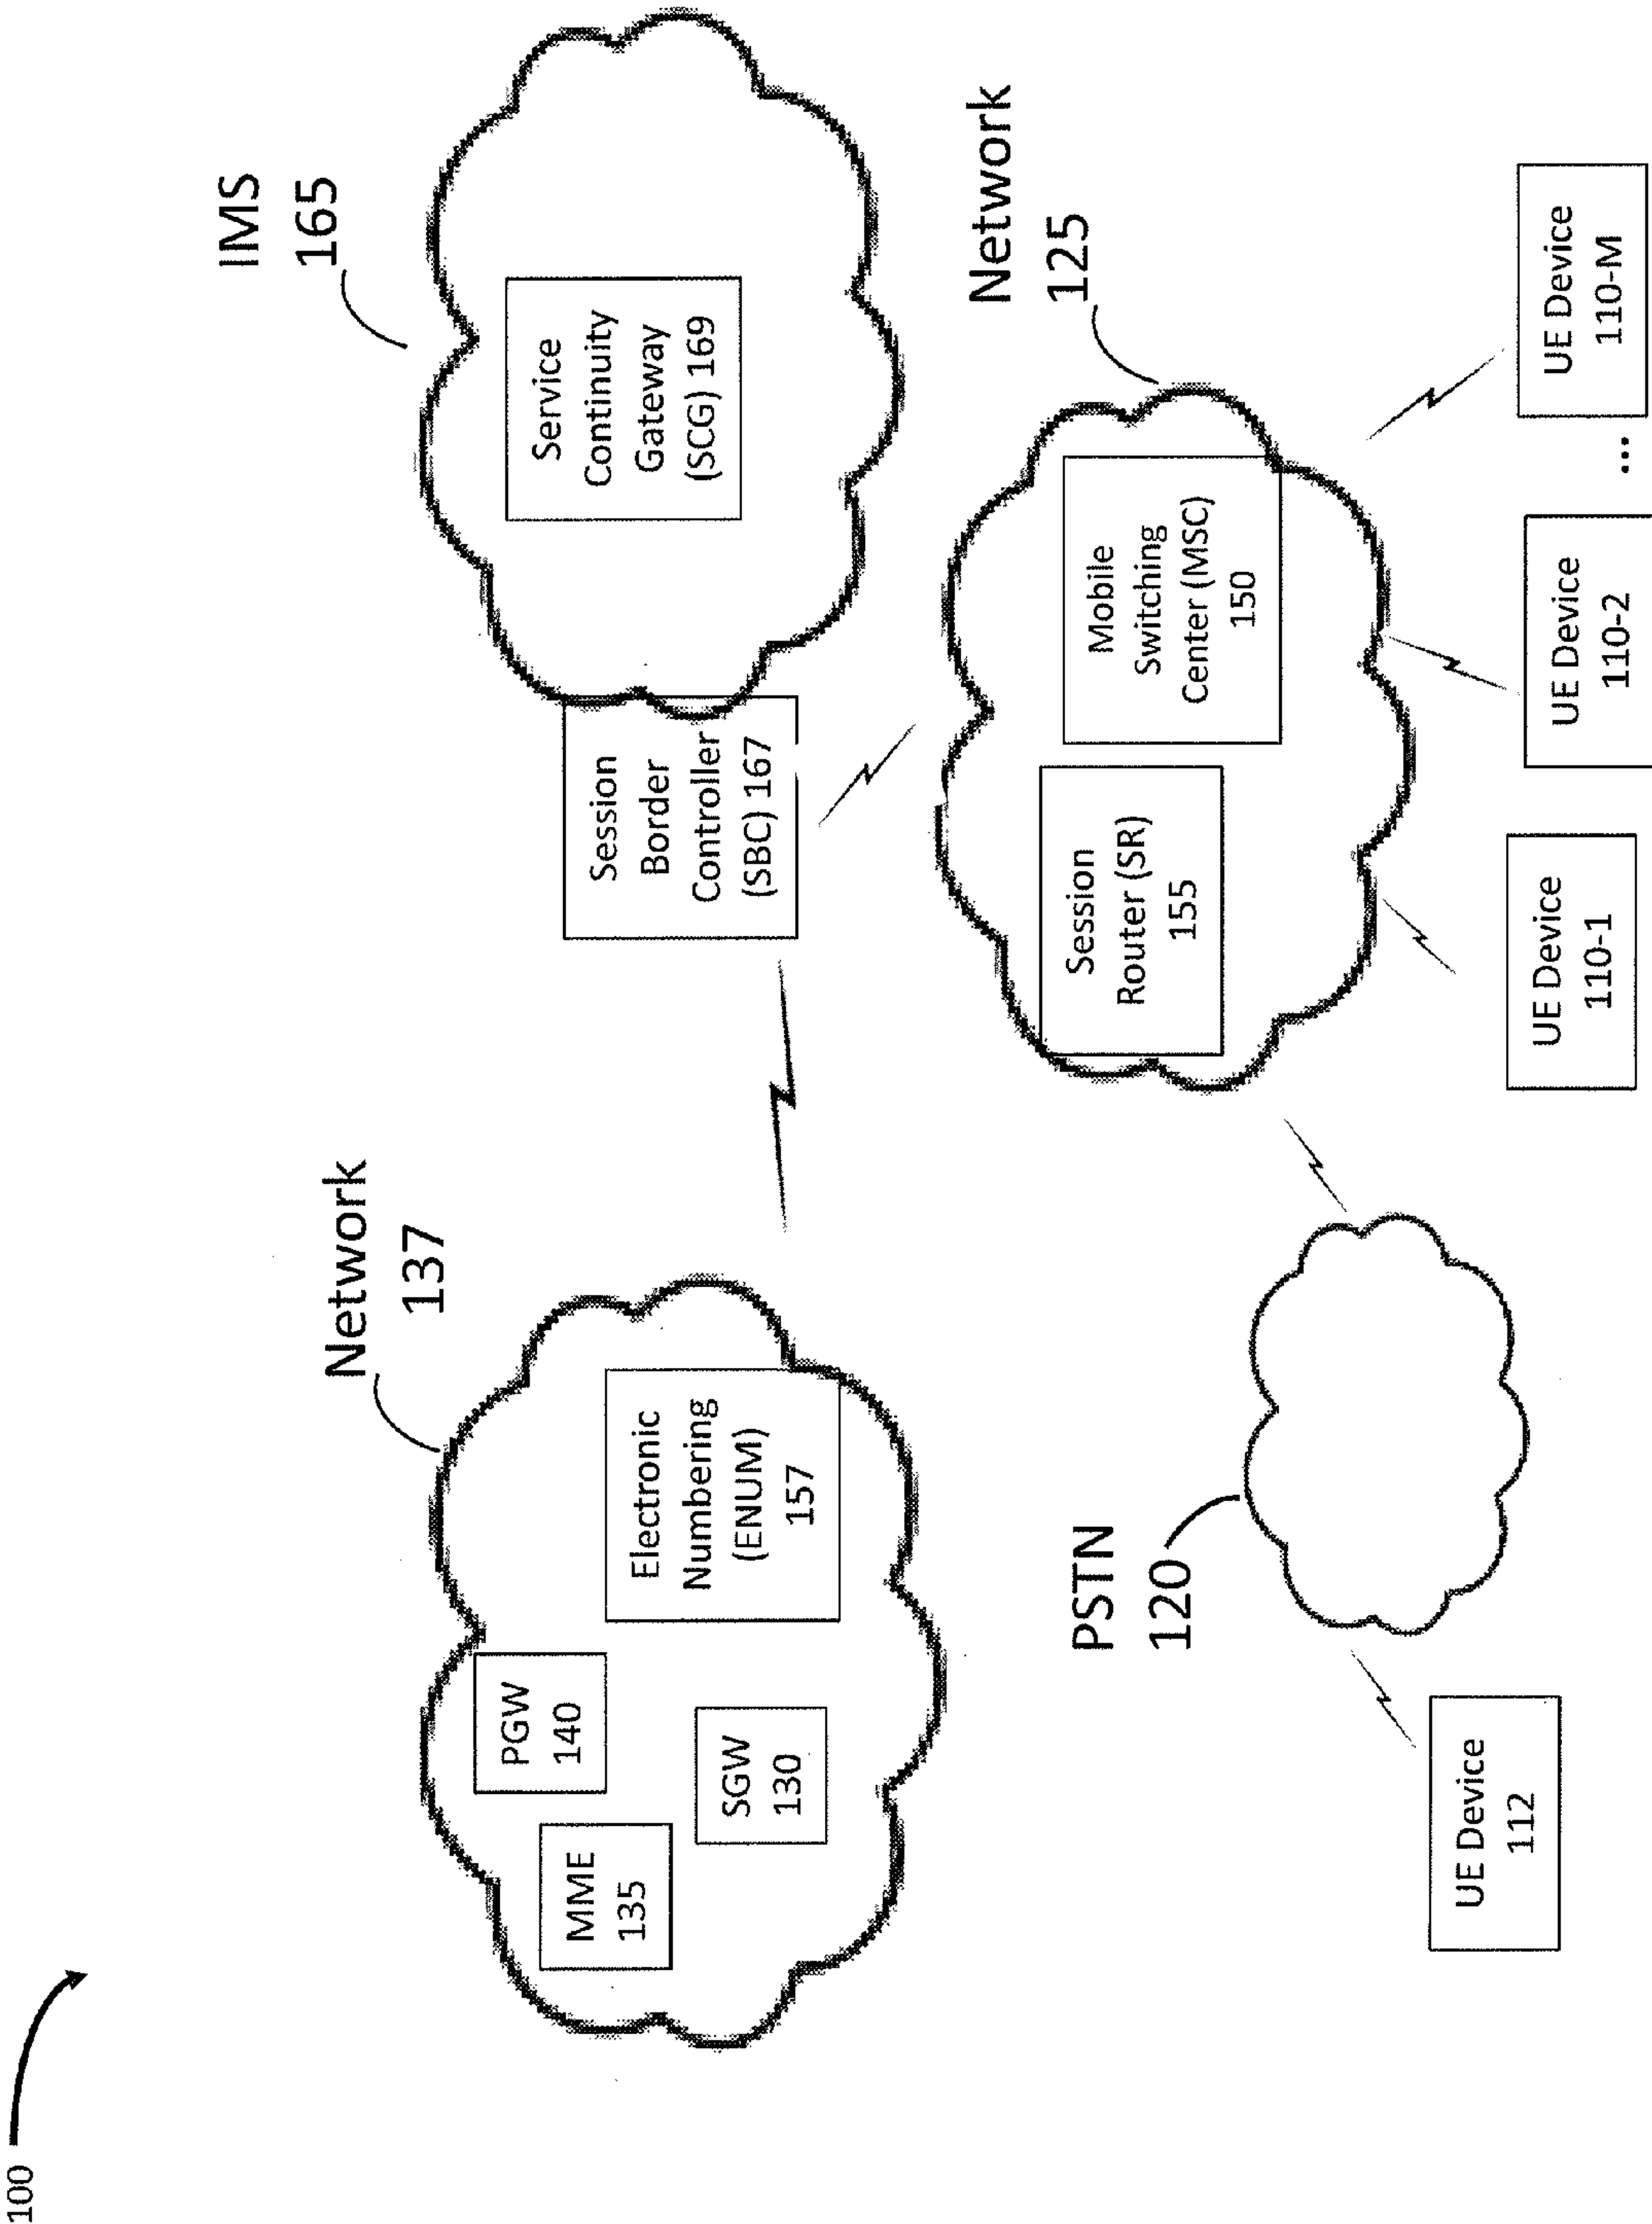 100
Network
137
MME
135
PGW
140
SGW
130
Electronic
Numbering
(ENUM)
157
IMS
165
Session
Border
Controller
(SBC) 167
Service
Continuity
Gateway
(SCG) 169
Network
125
Session
Router (SR)
155
Mobile
Switching
Center (MSC)
150
PSTN
120
UE Device
112
UE Device
110-1
UE Device
110-2
...
UE Device
110-M